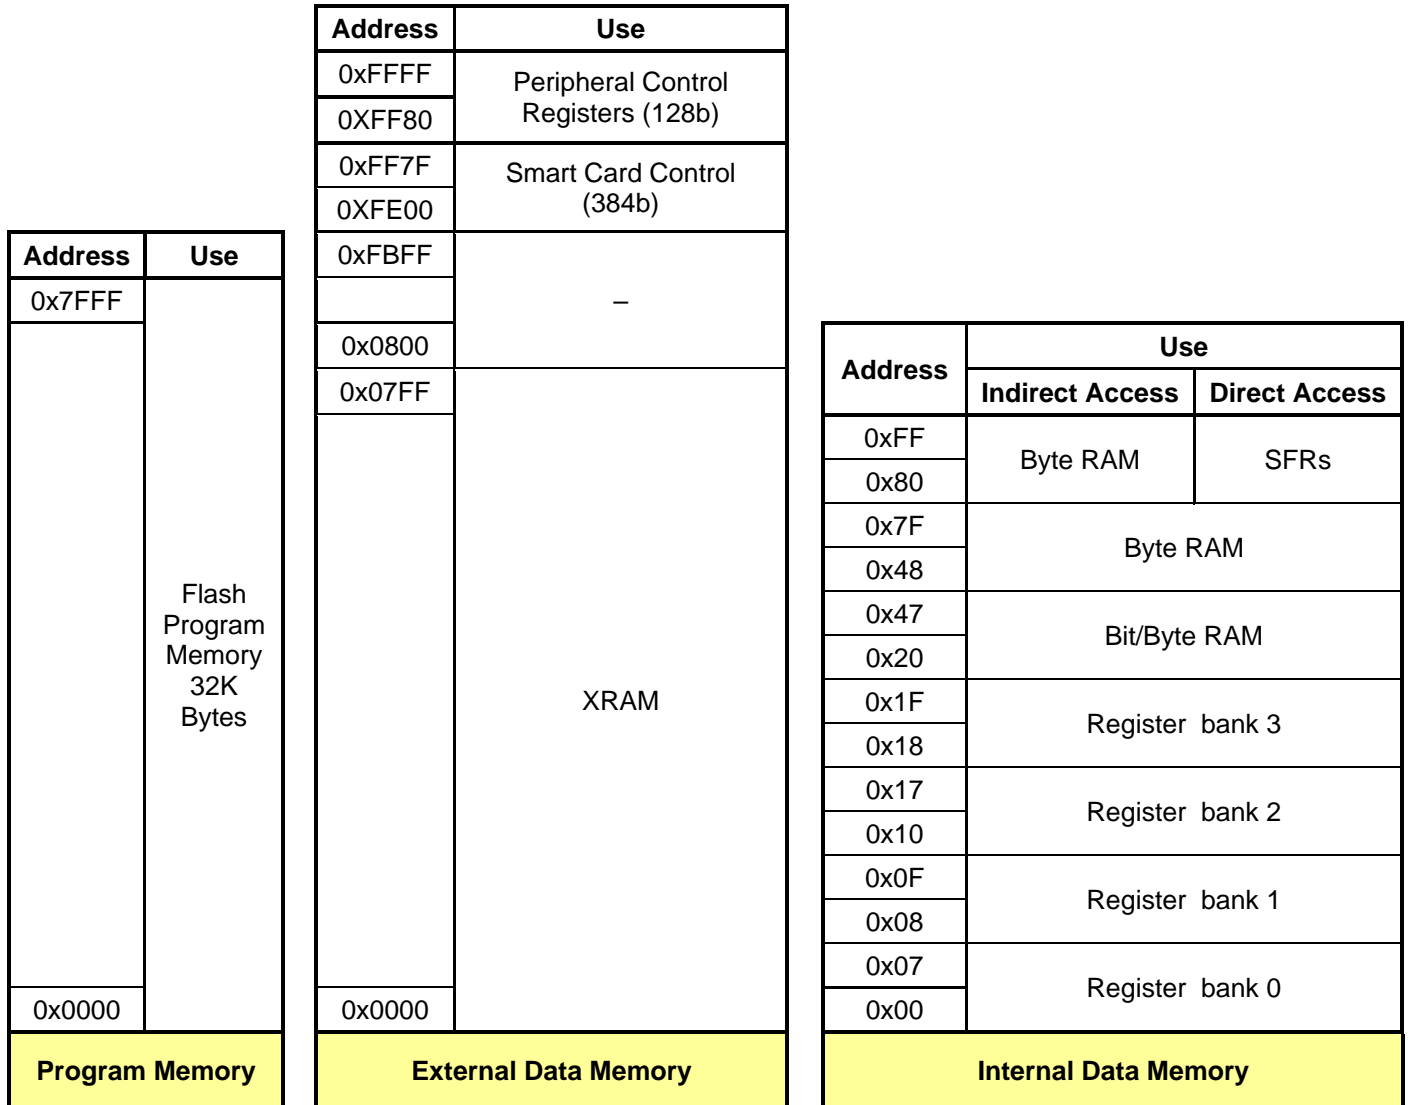 Address Use
0x7FFF
Flash
Program
Memory
32K
Bytes
0x0000
Program Memory
Address Use
0xFFFF
Peripheral Control
Registers (128b)
0XFF80
0xFF7F
Smart Card Control
(384b)
0XFE00
0xFBFF
–
0x0800
0x07FF
XRAM
0x0000
External Data Memory
Address Use
Indirect Access Direct Access
0xFF
Byte RAM SFRs
0x80
0x7F
Byte RAM
0x48
0x47
Bit/Byte RAM
0x20
0x1F
Register bank 3
0x18
0x17
Register bank 2
0x10
0x0F
Register bank 1
0x08
0x07
Register bank 0
0x00
Internal Data Memory